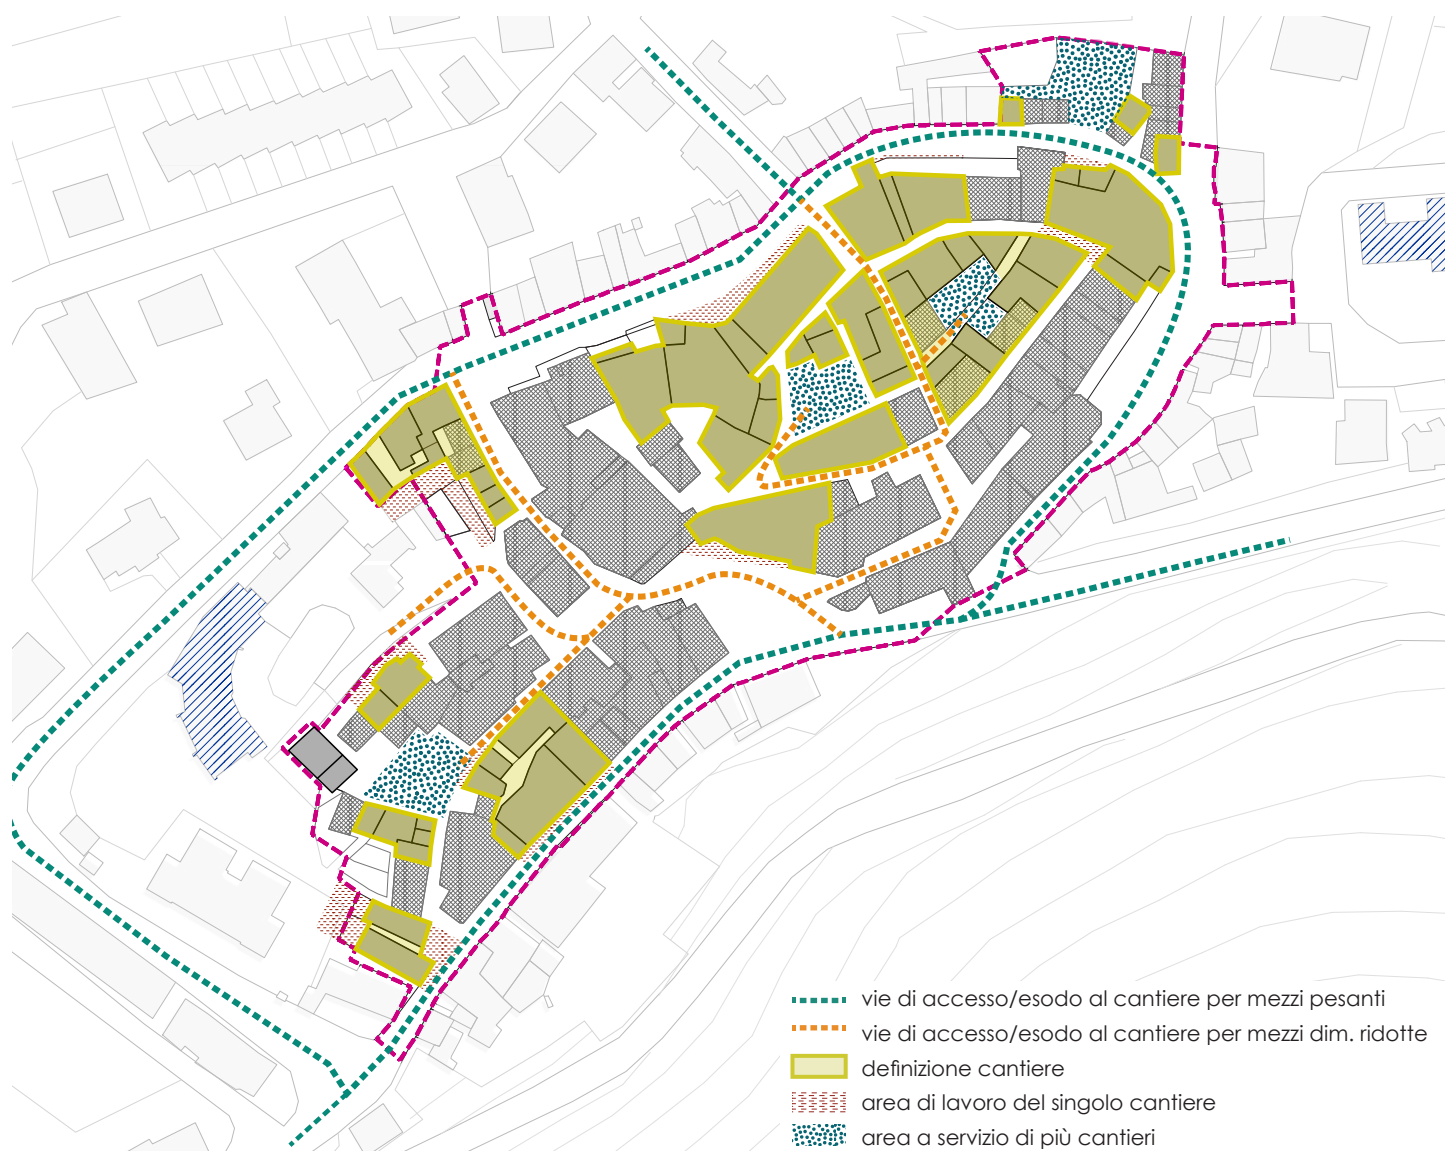 vie di accesso/esodo al cantiere per mezzi pesanti
vie di accesso/esodo al cantiere per mezzi dim. ridotte
definizione cantiere
area di lavoro del singolo cantiere
area a servizio di più cantieri